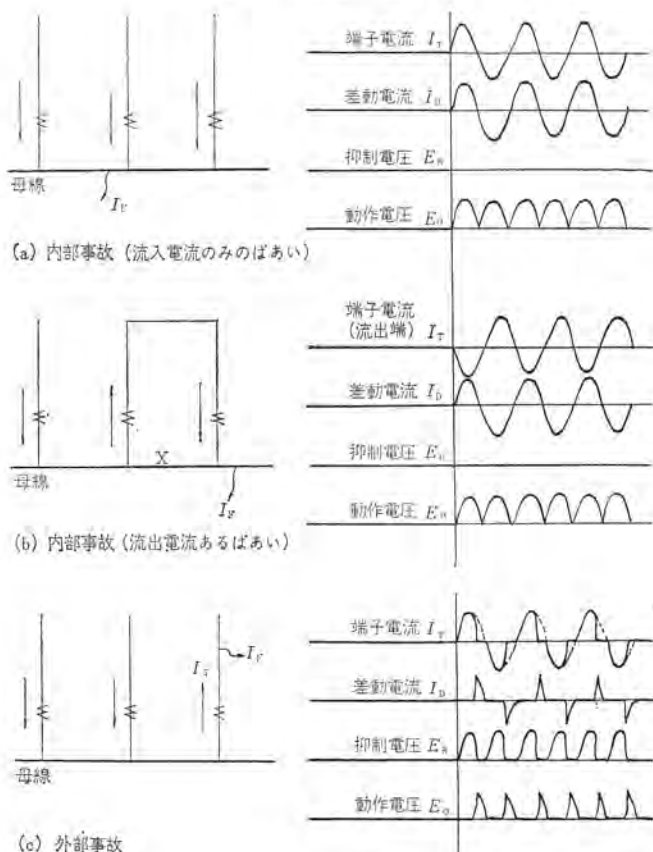 端子電流 I_T
差動電流 I_D
抑制電圧 E_R
動作電圧 E_O
母線
I_F
(a) 内部事故 (流入電流のみのばあい)
端子電流
(流出端) I_T
差動電流 I_D
抑制電圧
動作電圧
X
母線
I_F
(b) 内部事故 (流出電流あるばあい)
端子電流 I_T
差動電流 I_D
抑制電圧 E_R
動作電圧 E_O
I_F
母線
(c) 外部事故